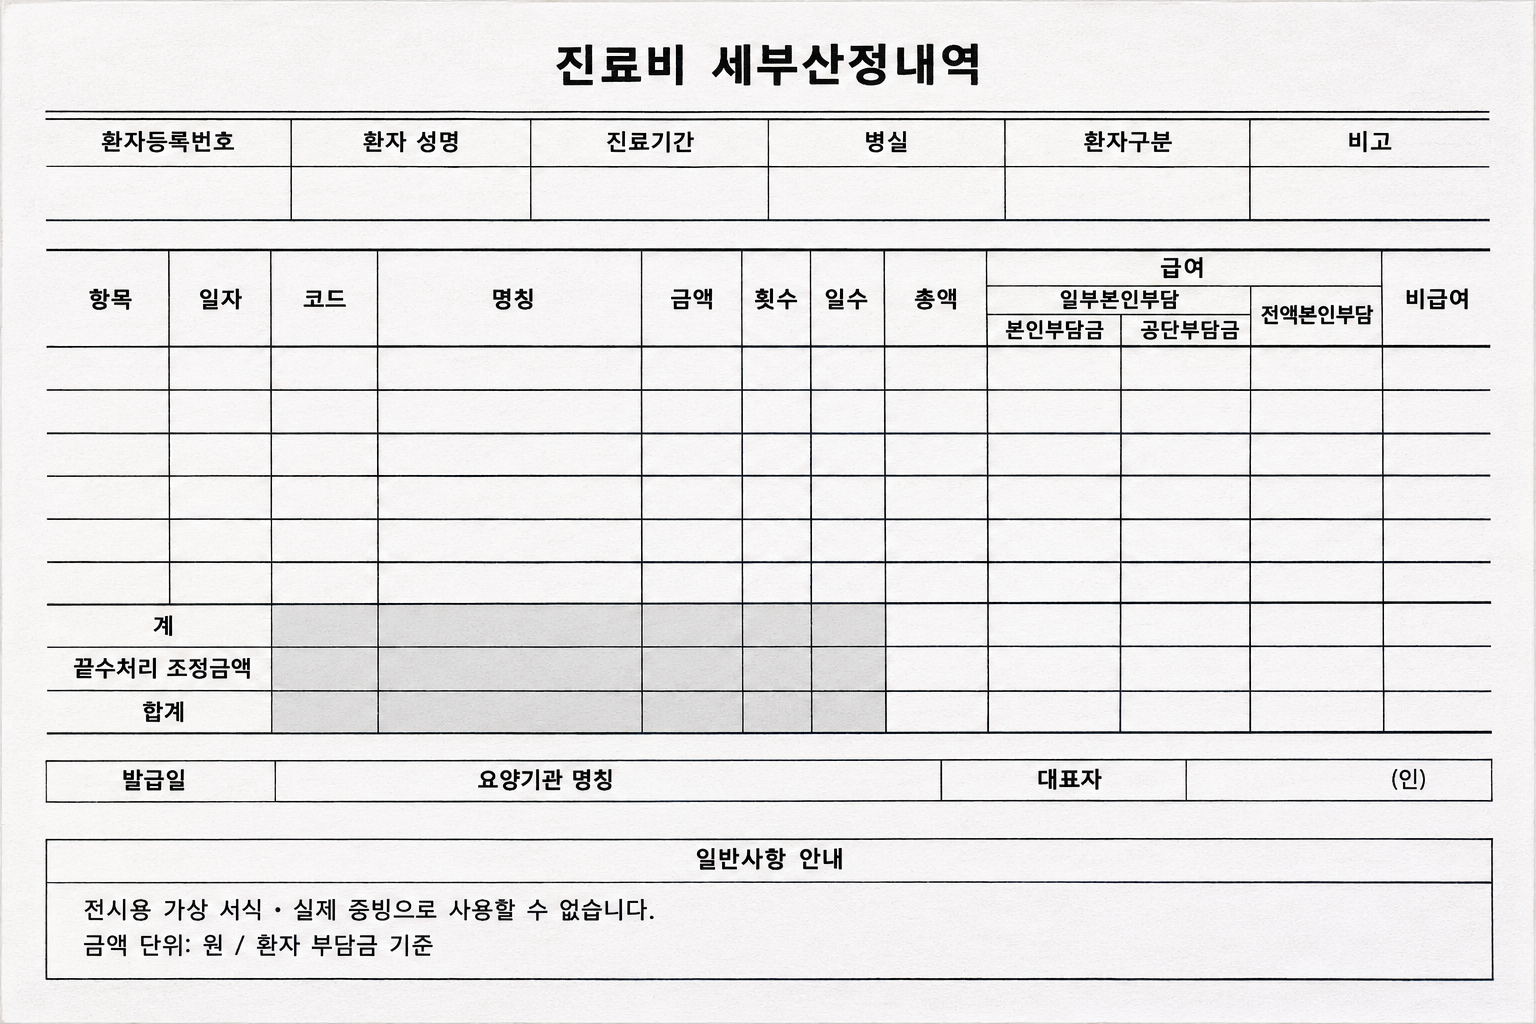 진료비 세부산정내역
환자등록번호 환자 성명 진료기간 병실 환자구분 비고
항목 일자 코드 명칭 금액 횟수 일수 총액 급여 비급여
일부본인부담 전액본인부담
본인부담금 공단부담금
계
끝수처리 조정금액
합계
발급일 요양기관 명칭 대표자 (인)
일반사항 안내
전시용 가상 서식 • 실제 중빙으로 사용할 수 없습니다.
금액 단위: 원 / 환자 부담금 기준